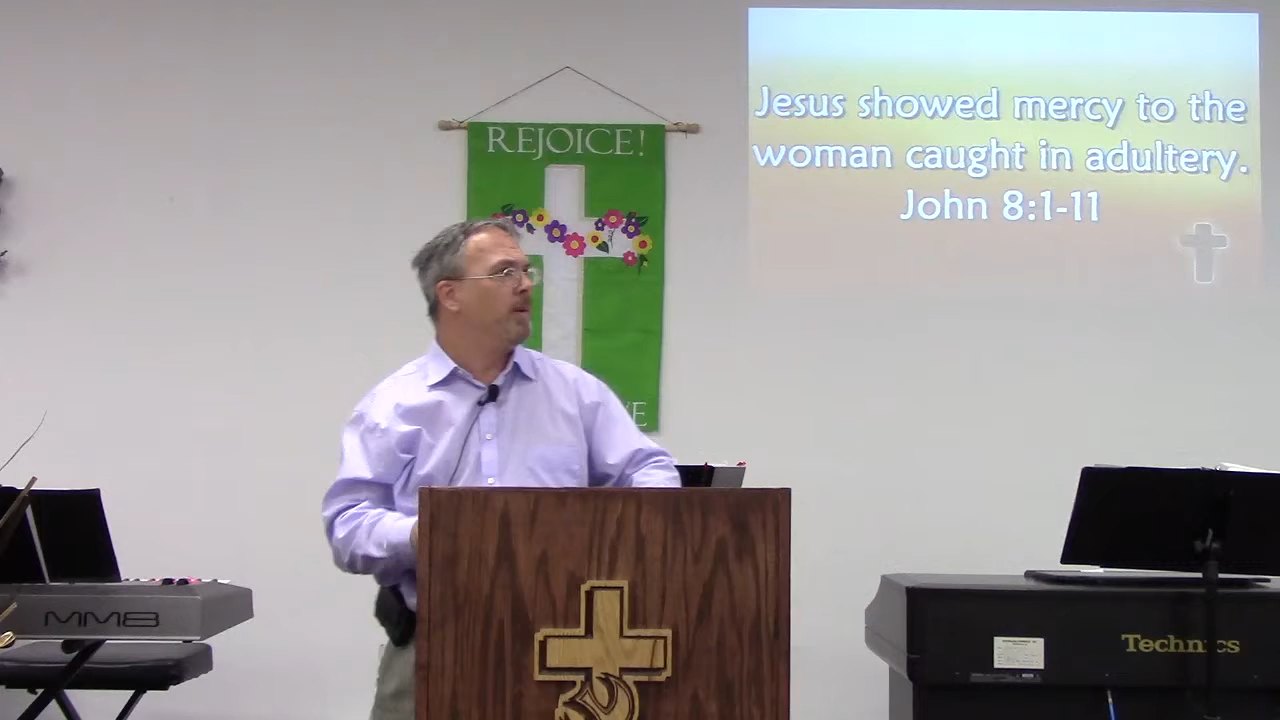 REJOICE!
Jesus showed mercy to the
woman caught in adultery.
John 8:1-11
MM8
Technics